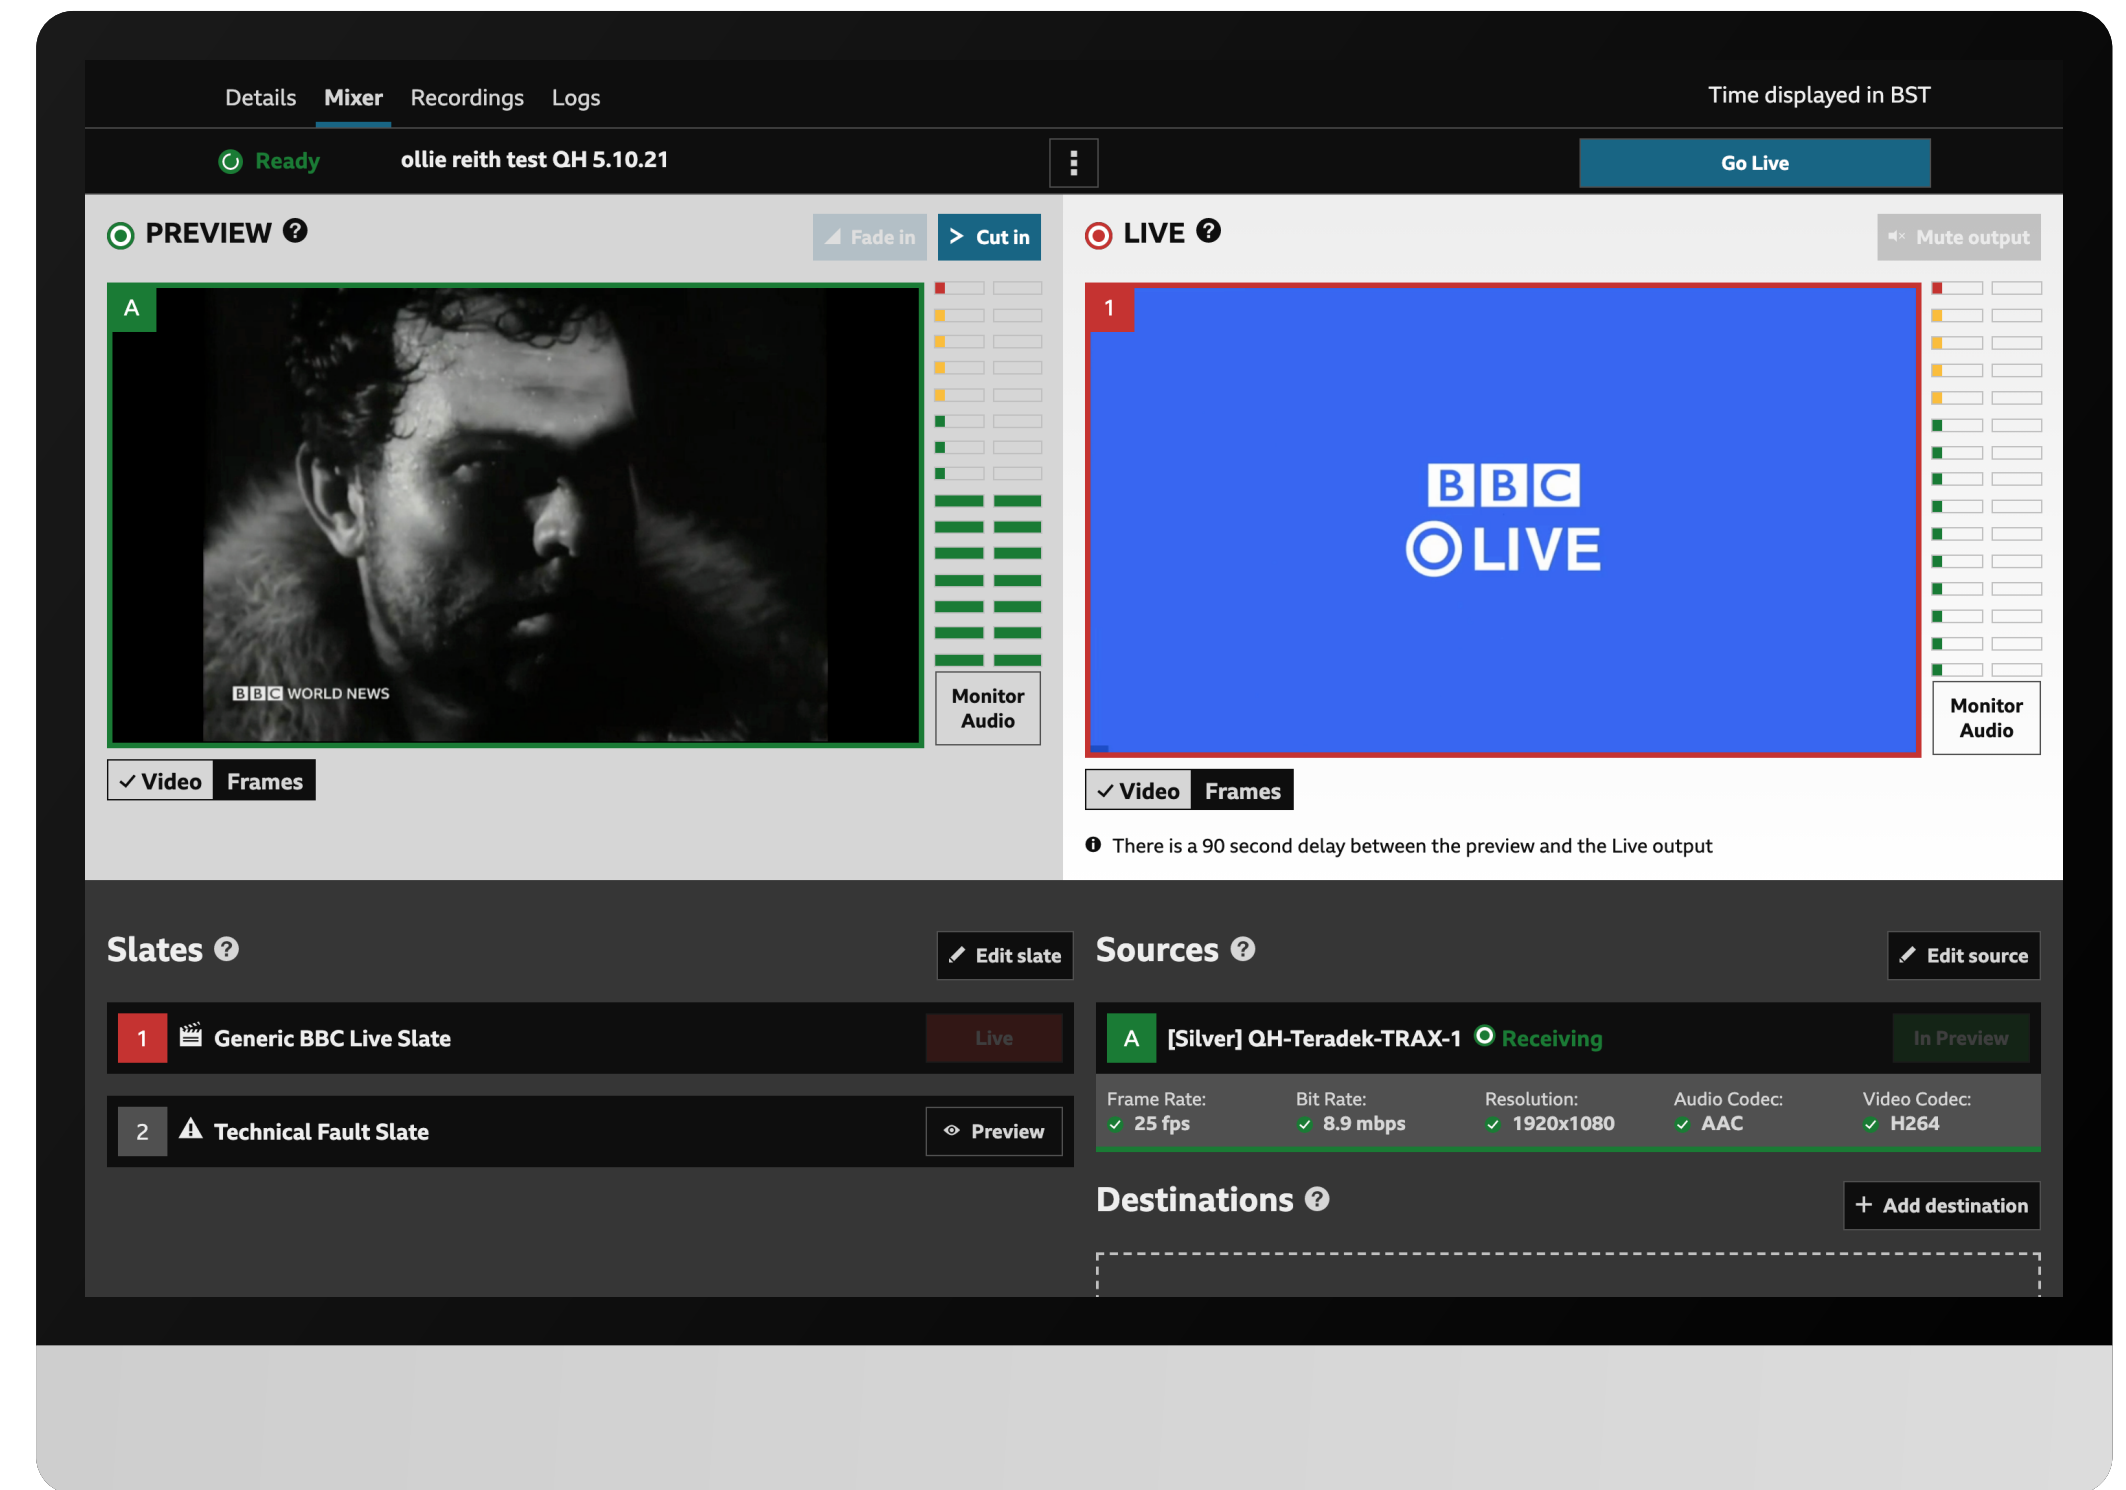 Details Mixer Recordings Logs
Time displayed in BST
Ready
ollie reith test QH 5.10.21
Go Live
PREVIEW ?
Fade in
> Cut in
A
BBC WORLD NEWS
Monitor
Audio
Video Frames
LIVE ?
Mute output
1
BBC
LIVE
Monitor
Audio
Video Frames
There is a 90 second delay between the preview and the Live output
Slates ?
Edit slate
1 Generic BBC Live Slate Live
2 Technical Fault Slate Preview
Sources ?
Edit source
A [Silver] QH-Teradek-TRAX-1 Receiving In Preview
Frame Rate: Bit Rate: Resolution: Audio Codec: Video Codec:
25 fps 8.9 mbps 1920x1080 AAC H264
Destinations ?
+ Add destination